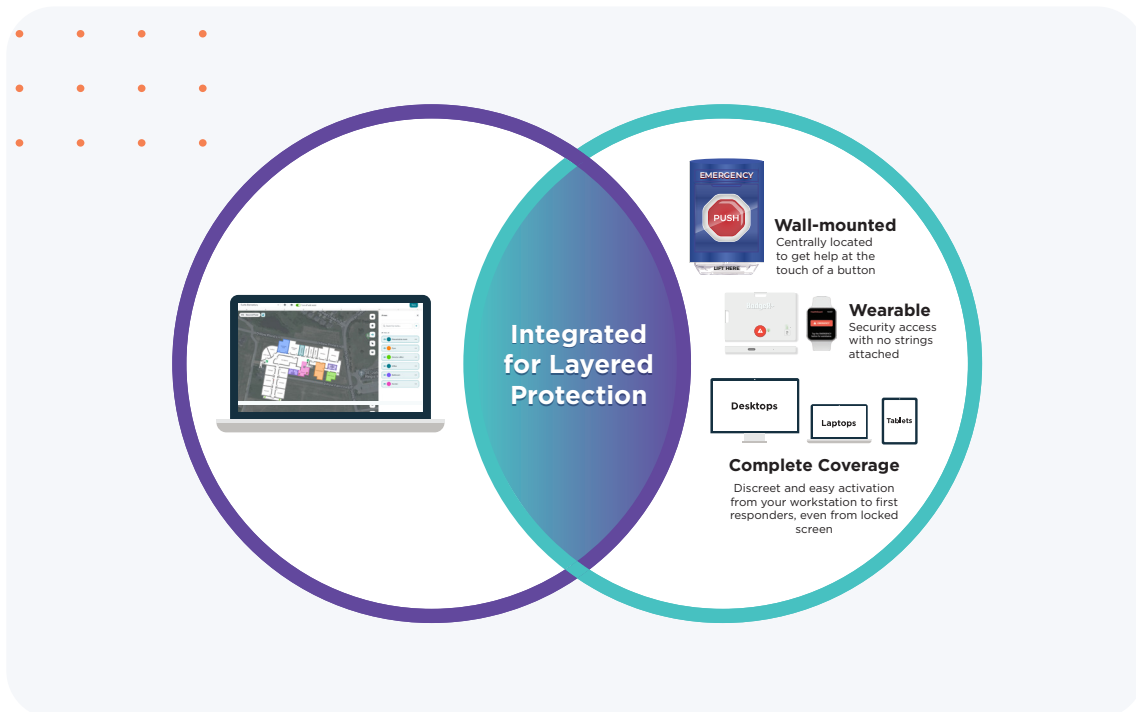 Integrated
for Layered
Protection
EMERGENCY
PUSH
LIFT HERE
Wall-mounted
Centrally located
to get help at the
touch of a button
Wearable
Security access
with no strings
attached
Desktops
Laptops
Tablets
Complete Coverage
Discreet and easy activation
from your workstation to first
responders, even from locked
screen